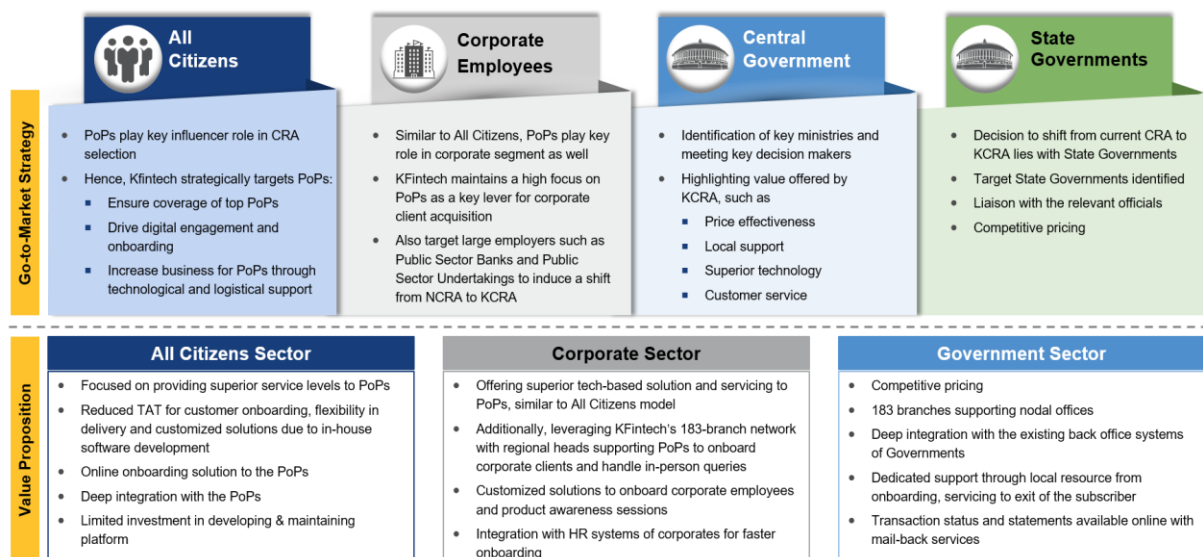 All
Citizens
Corporate
Employees
Central
Government
State
Governments
Go-to-Market Strategy
• PoPs play key influencer role in CRA
selection
• Hence, Kfintech strategically targets PoPs:
▪ Ensure coverage of top PoPs
▪ Drive digital engagement and
onboarding
▪ Increase business for PoPs through
technological and logistical support
• Similar to All Citizens, PoPs play key
role in corporate segment as well
• KFintech maintains a high focus on
PoPs as a key lever for corporate
client acquisition
• Also target large employers such as
Public Sector Banks and Public
Sector Undertakings to induce a shift
from NCRA to KCRA
• Identification of key ministries and
meeting key decision makers
• Highlighting value offered by
KCRA, such as
▪ Price effectiveness
▪ Local support
▪ Superior technology
▪ Customer service
• Decision to shift from current CRA to
KCRA lies with State Governments
• Target State Governments identified
• Liaison with the relevant officials
• Competitive pricing
Value Proposition
All Citizens Sector
• Focused on providing superior service levels to PoPs
• Reduced TAT for customer onboarding, flexibility in
delivery and customized solutions due to in-house
software development
• Online onboarding solution to the PoPs
• Deep integration with the PoPs
• Limited investment in developing & maintaining
platform
Corporate Sector
• Offering superior tech-based solution and servicing to
PoPs, similar to All Citizens model
• Additionally, leveraging KFintech's 183-branch network
with regional heads supporting PoPs to onboard
corporate clients and handle in-person queries
• Customized solutions to onboard corporate employees
and product awareness sessions
• Integration with HR systems of corporates for faster
onboarding
Government Sector
• Competitive pricing
• 183 branches supporting nodal offices
• Deep integration with the existing back office systems
of Governments
• Dedicated support through local resource from
onboarding, servicing to exit of the subscriber
• Transaction status and statements available online with
mail-back services